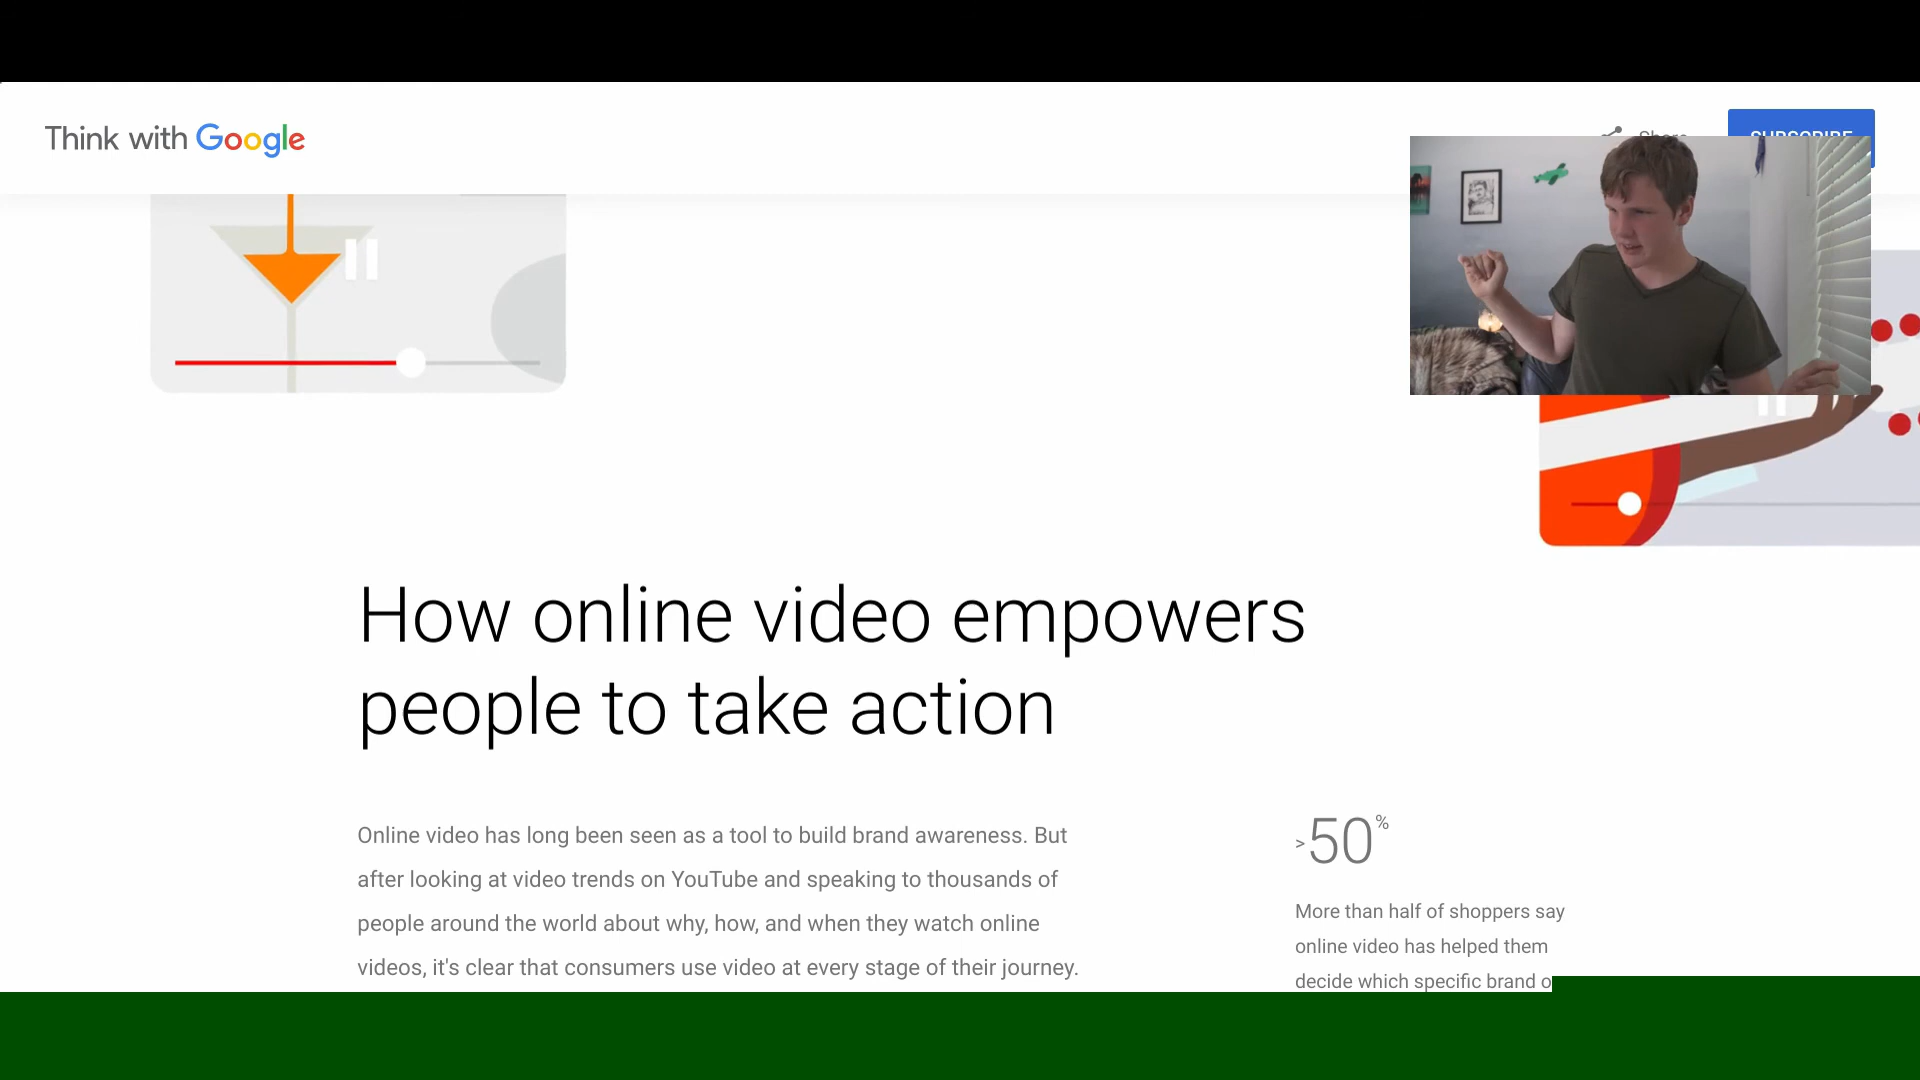 Think with Google
Share
SUBSCRIBE
How online video empowers
people to take action
Online video has long been seen as a tool to build brand awareness. But
after looking at video trends on YouTube and speaking to thousands of
people around the world about why, how, and when they watch online
videos, it's clear that consumers use video at every stage of their journey.
>50%
More than half of shoppers say
online video has helped them
decide which specific brand o